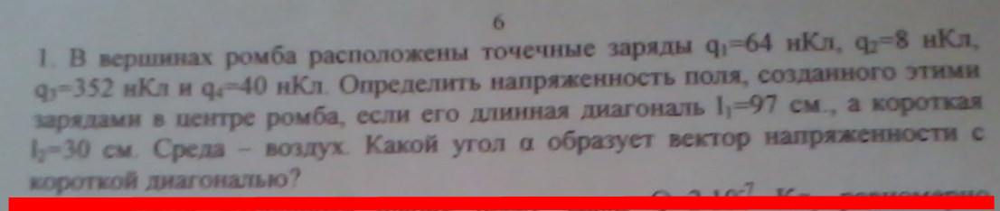 6
1. В вершинах ромба расположены точечные заряды q₁=64 нКл, q₂=8 нКл,
q₃=352 нКл и q₄=40 нКл. Определить напряженность поля, созданного этими
зарядами в центре ромба, если его длинная диагональ l₁=97 см., а короткая
l₂=30 см. Среда – воздух. Какой угол α образует вектор напряженности с
короткой диагональю?